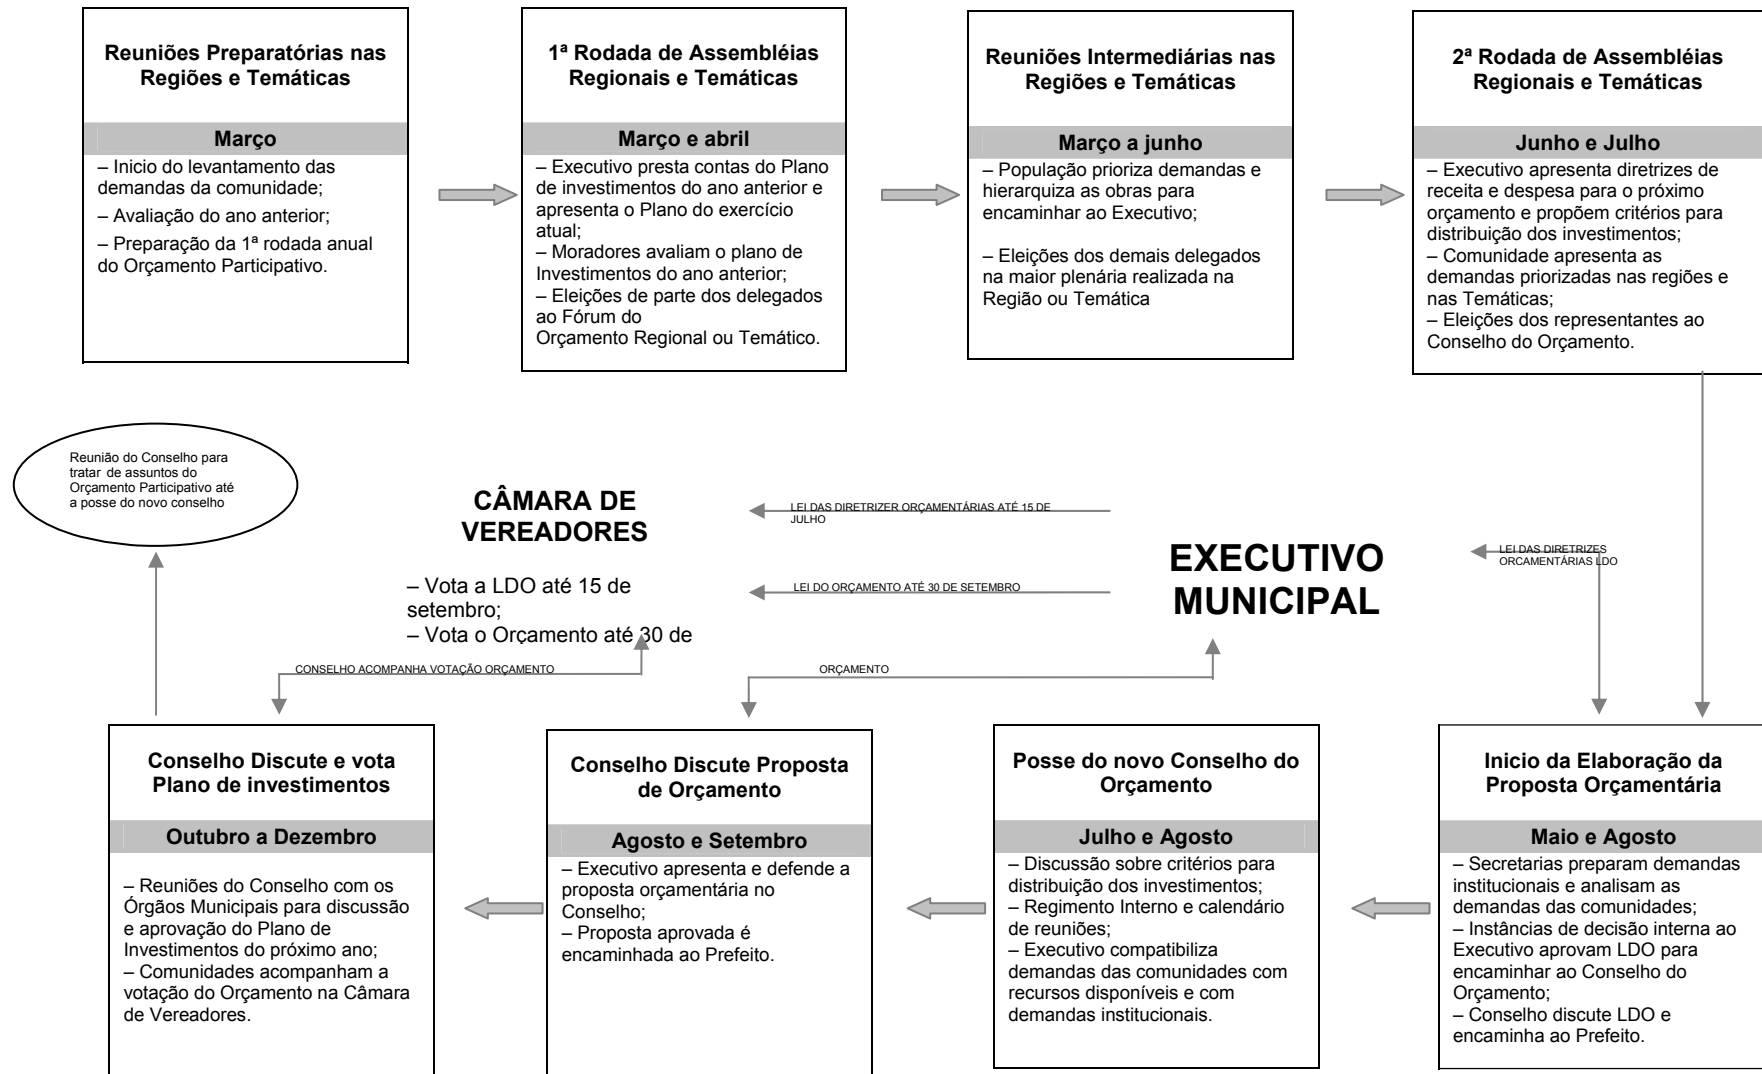 Reuniões Preparatórias nas
Regiões e Temáticas
Março
– Inicio do levantamento das
demandas da comunidade;
– Avaliação do ano anterior;
– Preparação da 1ª rodada anual
do Orçamento Participativo.
1ª Rodada de Assembléias
Regionais e Temáticas
Março e abril
– Executivo presta contas do Plano
de investimentos do ano anterior e
apresenta o Plano do exercício
atual;
– Moradores avaliam o plano de
Investimentos do ano anterior;
– Eleições de parte dos delegados
ao Fórum do
Orçamento Regional ou Temático.
Reuniões Intermediárias nas
Regiões e Temáticas
Março a junho
– População prioriza demandas e
hierarquiza as obras para
encaminhar ao Executivo;
– Eleições dos demais delegados
na maior plenária realizada na
Região ou Temática
2ª Rodada de Assembléias
Regionais e Temáticas
Junho e Julho
– Executivo apresenta diretrizes de
receita e despesa para o próximo
orçamento e propõem critérios para
distribuição dos investimentos;
– Comunidade apresenta as
demandas priorizadas nas regiões e
nas Temáticas;
– Eleições dos representantes ao
Conselho do Orçamento.
Reunião do Conselho para
tratar de assuntos do
Orçamento Participativo até
a posse do novo conselho
CÂMARA DE
VEREADORES
– Vota a LDO até 15 de
setembro;
– Vota o Orçamento até 30 de
LEI DAS DIRETRIZER ORÇAMENTÁRIAS ATÉ 15 DE
JULHO
LEI DO ORÇAMENTO ATÉ 30 DE SETEMBRO
EXECUTIVO
MUNICIPAL
LEI DAS DIRETRIZES
ORCAMENTÁRIAS LDO
CONSELHO ACOMPANHA VOTAÇÃO ORÇAMENTO
ORÇAMENTO
Conselho Discute e vota
Plano de investimentos
Outubro a Dezembro
– Reuniões do Conselho com os
Órgãos Municipais para discussão
e aprovação do Plano de
Investimentos do próximo ano;
– Comunidades acompanham a
votação do Orçamento na Câmara
de Vereadores.
Conselho Discute Proposta
de Orçamento
Agosto e Setembro
– Executivo apresenta e defende a
proposta orçamentária no
Conselho;
– Proposta aprovada é
encaminhada ao Prefeito.
Posse do novo Conselho do
Orçamento
Julho e Agosto
– Discussão sobre critérios para
distribuição dos investimentos;
– Regimento Interno e calendário
de reuniões;
– Executivo compatibiliza
demandas das comunidades com
recursos disponíveis e com
demandas institucionais.
Inicio da Elaboração da
Proposta Orçamentária
Maio e Agosto
– Secretarias preparam demandas
institucionais e analisam as
demandas das comunidades;
– Instâncias de decisão interna ao
Executivo aprovam LDO para
encaminhar ao Conselho do
Orçamento;
– Conselho discute LDO e
encaminha ao Prefeito.